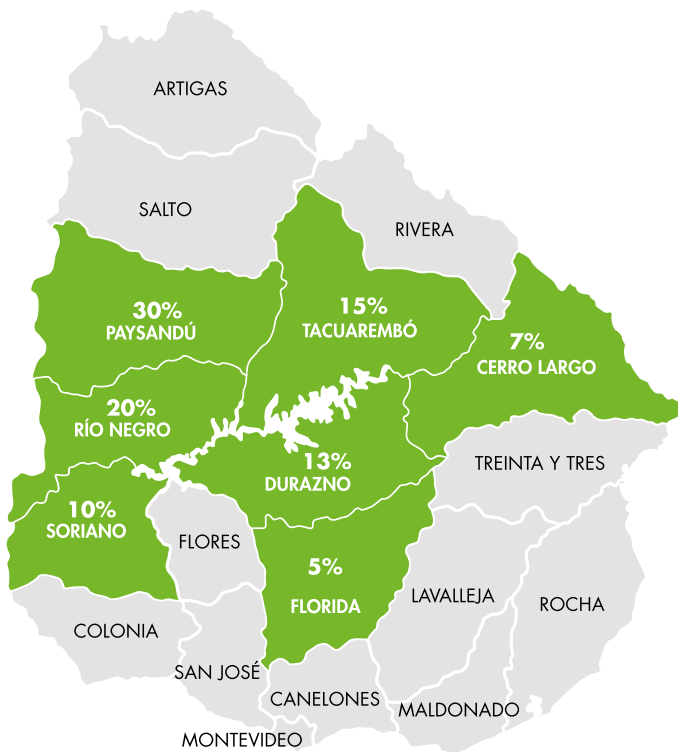 ARTIGAS
SALTO
RIVERA
30%
PAYSANDÚ
15%
TACUAREMBÓ
7%
CERRO LARGO
20%
RÍO NEGRO
13%
DURAZNO
TREINTA Y TRES
10%
SORIANO
FLORES
5%
FLORIDA
LAVALLEJA
ROCHA
COLONIA
SAN JOSÉ
CANELONES
MALDONADO
MONTEVIDEO